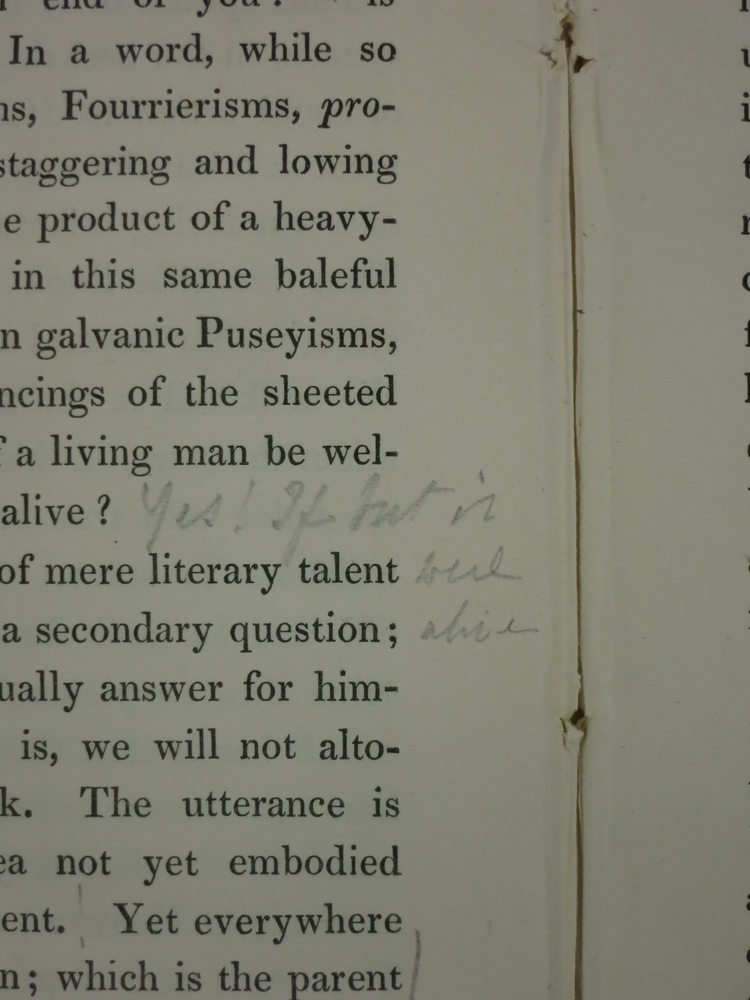 end of you? is
In a word, while so
ns, Fourrierisms, pro-
staggering and lowing
e product of a heavy-
in this same baleful
n galvanic Puseyisms,
ncings of the sheeted
f a living man be wel-
alive? Yes! If but it
of mere literary talent were
a secondary question; alive
ually answer for him-
is, we will not alto-
k. The utterance is
ea not yet embodied
ent. Yet everywhere
n; which is the parent